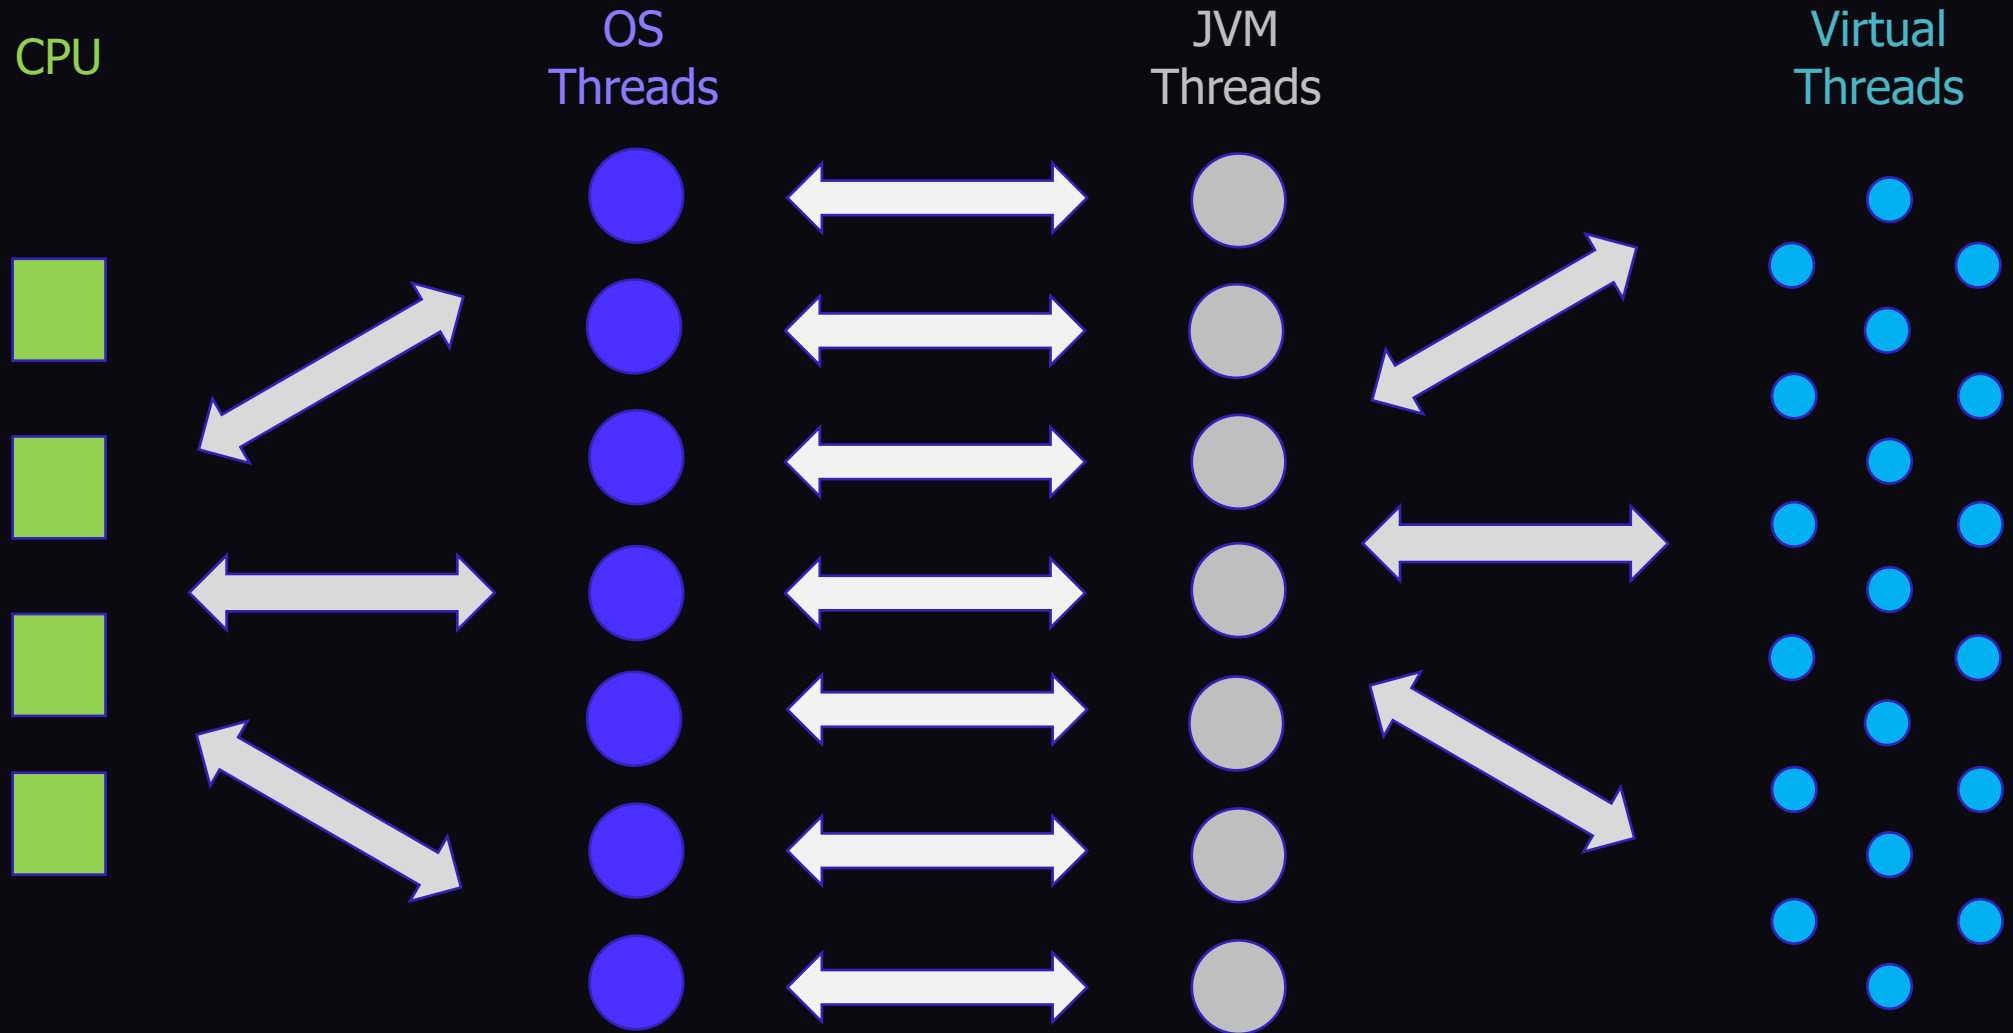 CPU
OS
Threads
JVM
Threads
Virtual
Threads